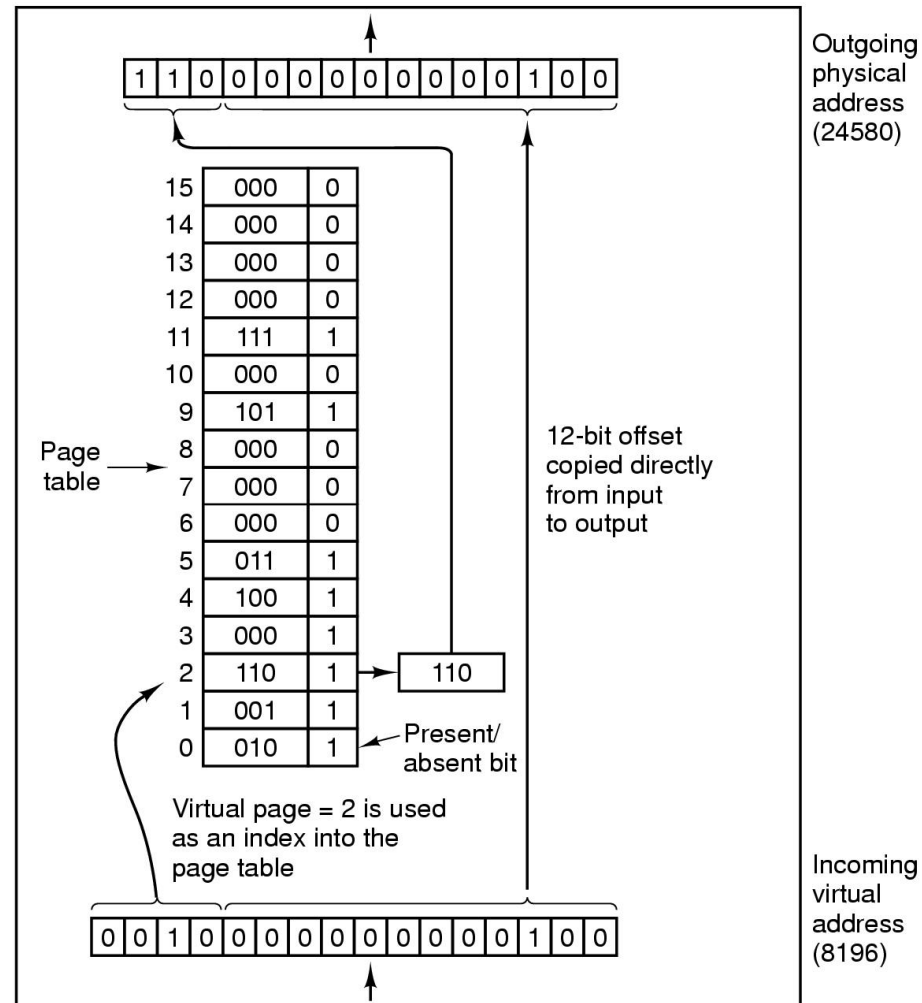 Outgoing
physical
address
(24580)
1 1 0 0 0 0 0 0 0 0 0 0 1 0 0
15 000 0
14 000 0
13 000 0
12 000 0
11 111 1
10 000 0
9 101 1
8 000 0
7 000 0
6 000 0
5 011 1
4 100 1
3 000 1
2 110 1 110
1 001 1
0 010 1
Page
table
12-bit offset
copied directly
from input
to output
Present/
absent bit
Virtual page = 2 is used
as an index into the
page table
0 0 1 0 0 0 0 0 0 0 0 0 0 1 0 0
Incoming
virtual
address
(8196)